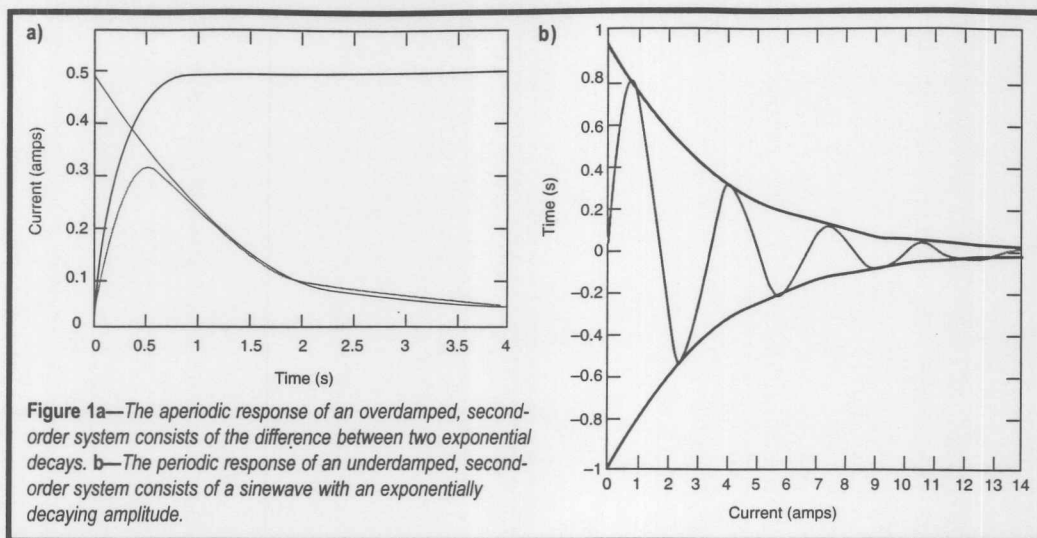 a)
0.5
0.4
0.3
0.1
0
Current (amps)
0 0.5 1 1.5 2 2.5 3 3.5 4
Time (s)
Figure 1a—The aperiodic response of an overdamped, second-
order system consists of the difference between two exponential
decays. b—The periodic response of an underdamped, second-
order system consists of a sinewave with an exponentially
decaying amplitude.
b)
1
0.8
0.6
0.4
0.2
0
-0.2
-0.4
-0.6
-0.8
-1
Time (s)
0 1 2 3 4 5 6 7 8 9 10 11 12 13 14
Current (amps)